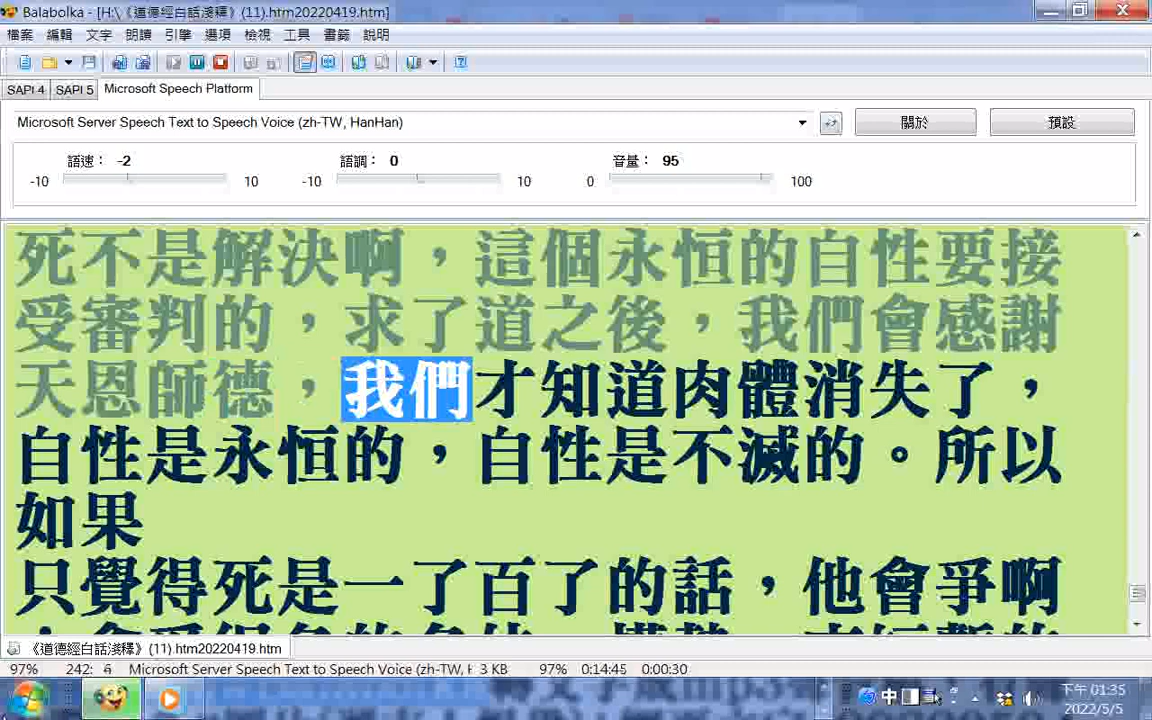 Balabolka - [H:\《道德經白話淺釋》(11).htm20220419.htm]
檔案 編輯 文字 朗讀 引擎 選項 檢視 工具 書籤 說明
SAPI 4 SAPI 5 Microsoft Speech Platform
Microsoft Server Speech Text to Speech Voice (zh-TW, HanHan) 關於 預設
語速： -2 語調： 0 音量： 95
-10 10 -10 10 0 100
死不是解決啊，這個永恒的自性要接
受審判的，求了道之後，我們會感謝
天恩師德，我們才知道肉體消失了，
自性是永恒的，自性是不滅的。所以
如果
只覺得死是一了百了的話，他會爭啊
《道德經白話淺釋》(11).htm20220419.htm
97% 242: 4 Microsoft Server Speech Text to Speech Voice (zh-TW, H 3 KB 97% 0:14:45 0:00:30
中 下午 01:35
2022/5/5